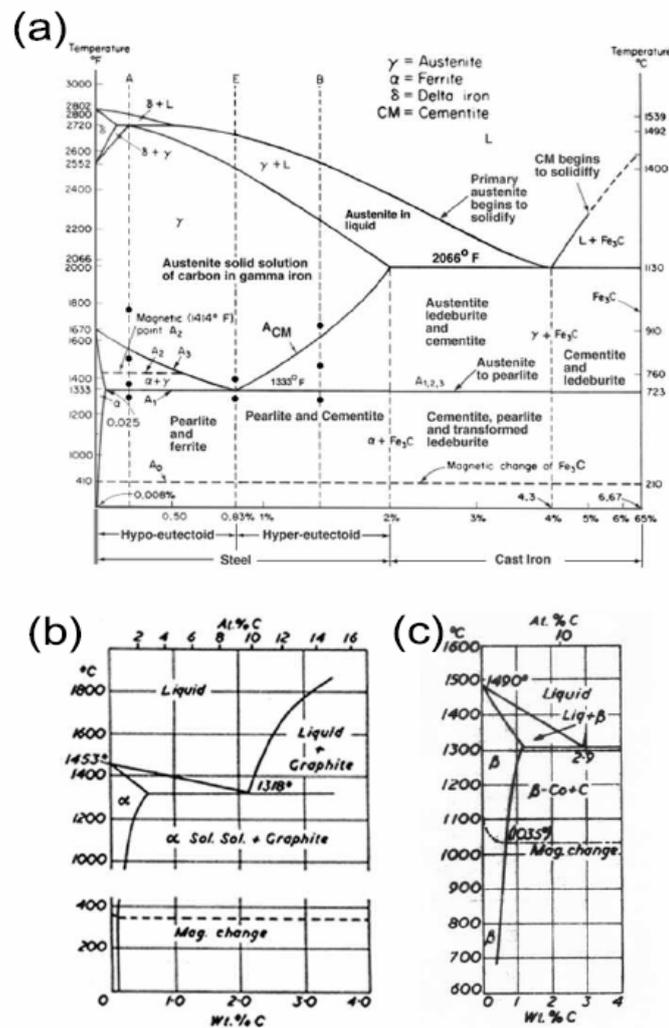 (a)
Temperature
°F
A
E
B
γ = Austenite
α = Ferrite
δ = Delta iron
CM = Cementite
Temperature
°C
3000
2802
2800
2720
2552
2500
2200
2066
2000
1800
1670
1600
1400
1333
1200
1000
410
1539
1492
1400
1130
910
760
723
210
δ + L
δ
δ + γ
γ + L
L
CM begins
to solidify
Primary
austenite
begins to
solidify
Austenite in
liquid
L + Fe₃C
γ
Austenite solid solution
of carbon in gamma iron
2066° F
Austentite
ledeburite
and
cementite
Fe₃C
γ + Fe₃C
Cementite
and
ledeburite
Magnetic (1414° F)
point A₂
A₂
A₃
ACM
α + γ
1333° F
Austenite
to pearlite
A1,2,3
α
0.025
A₁
Pearlite
and
ferrite
Pearlite and Cementite
Cementite, pearlite
and transformed
ledeburite
α + Fe₃C
A₀
Magnetic change of Fe₃C
0.008%
4.3
6.67
0.50
0.83%
1%
2%
3%
4%
5%
6%
65%
Hypo-eutectoid
Hyper-eutectoid
Steel
Cast Iron
(b)
At.% C
2 4 6 8 10 12 14 16
°C
1800
1600
1453°
1400
1200
1000
400
200
Liquid
Liquid
+
Graphite
1318°
α
α Sol. Sol. + Graphite
Mag. change
0 1·0 2·0 3·0 4·0
Wt.% C
(c)
At. % C
10
°C
1600
1500
1400
1300
1200
1100
1000
900
800
700
600
1490°
Liquid
Liq+β
2·9
β
β-Co+C
(1035°)
Mag. change
β
0 1 2 3 4
Wt.% C